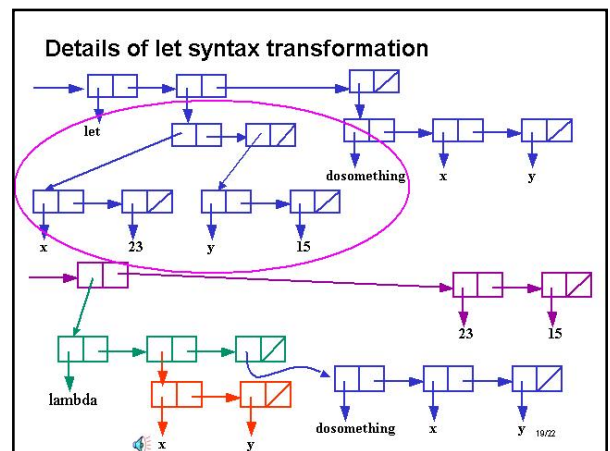 Details of let syntax transformation
let
dosomething x y
x 23 y 15
23 15
lambda
x y
dosomething x y
19/22